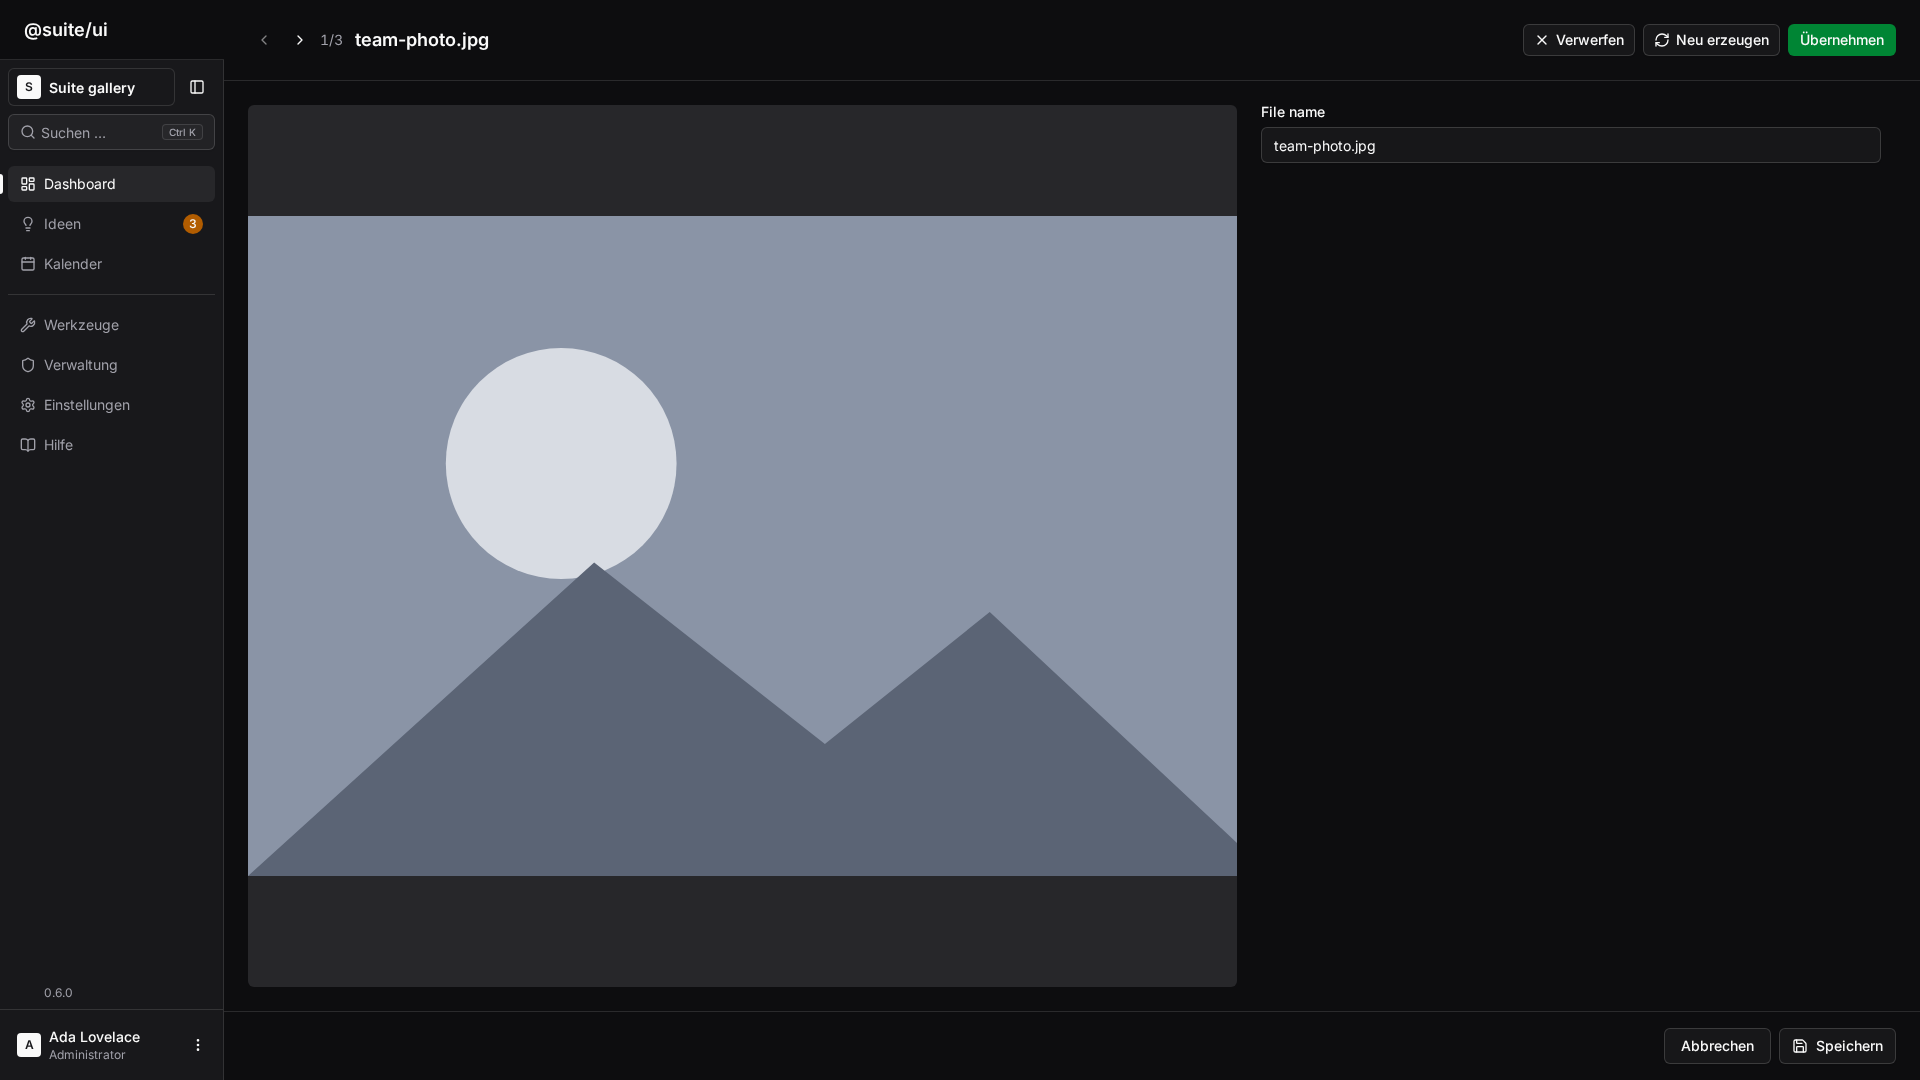 @suite/ui
S Suite gallery
Suchen ... Ctrl K
Dashboard
Ideen 3
Kalender
Werkzeuge
Verwaltung
Einstellungen
Hilfe
0.6.0
A Ada Lovelace
Administrator
1/3 team-photo.jpg
Verwerfen Neu erzeugen Übernehmen
File name
team-photo.jpg
Abbrechen Speichern